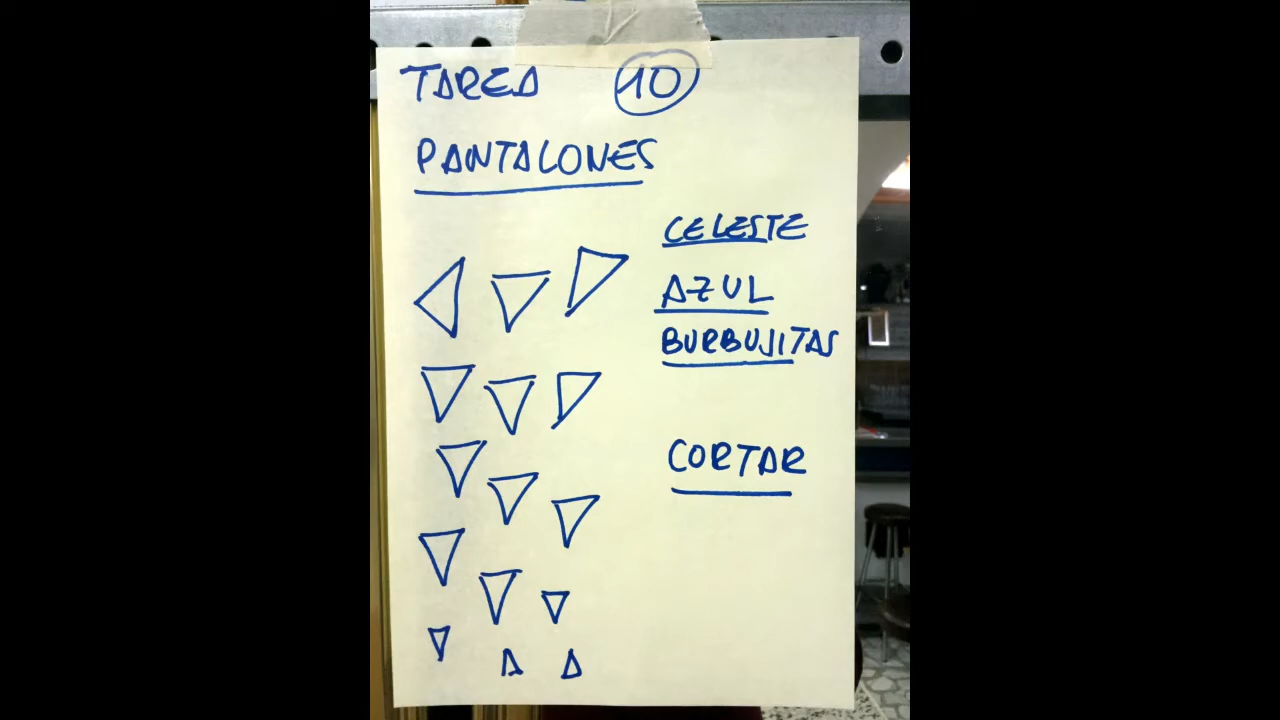 TAREA 10
PANTALONES
CELESTE
AZUL
BURBUJITAS
CORTAR